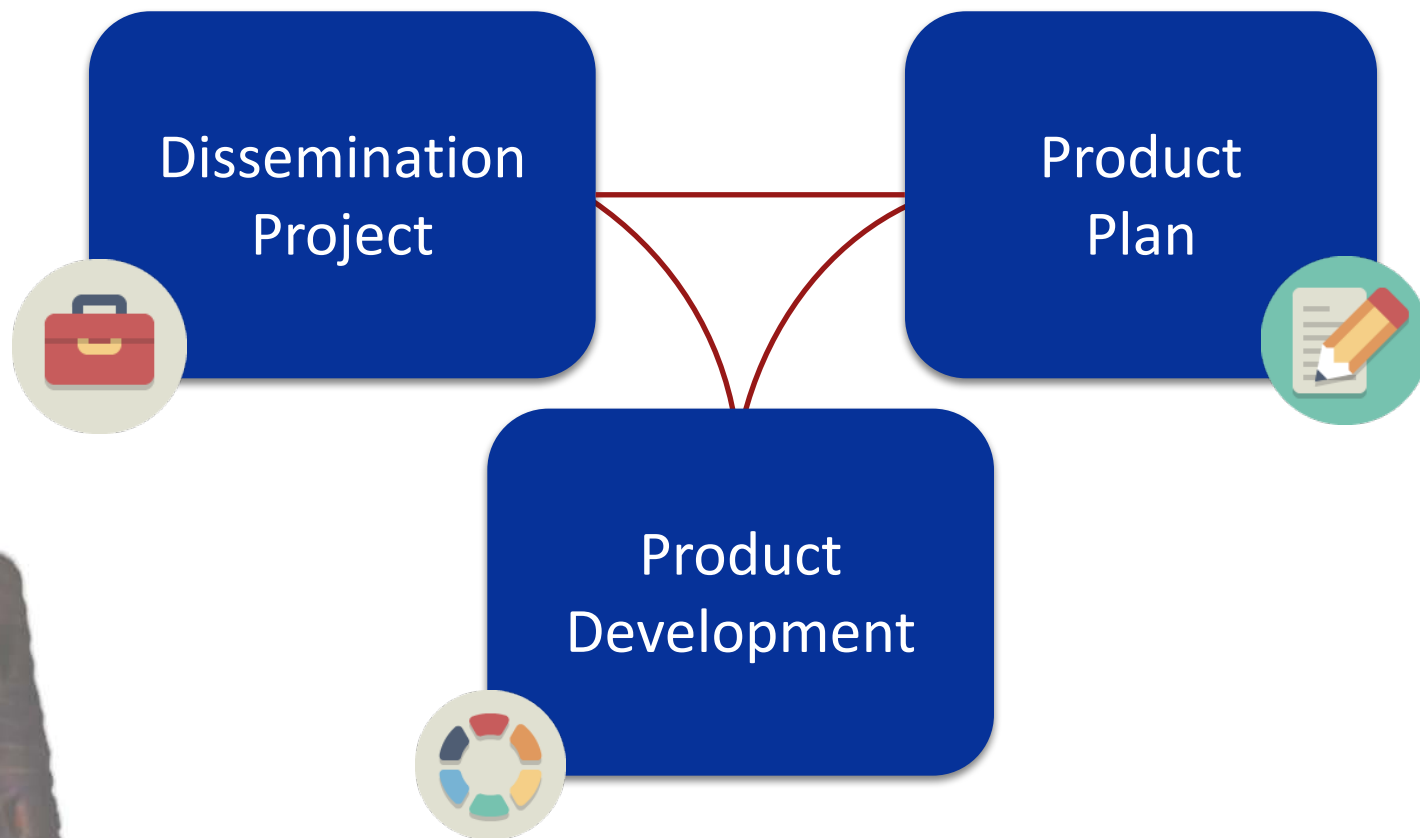 Dissemination
Project
Product
Plan
Product
Development